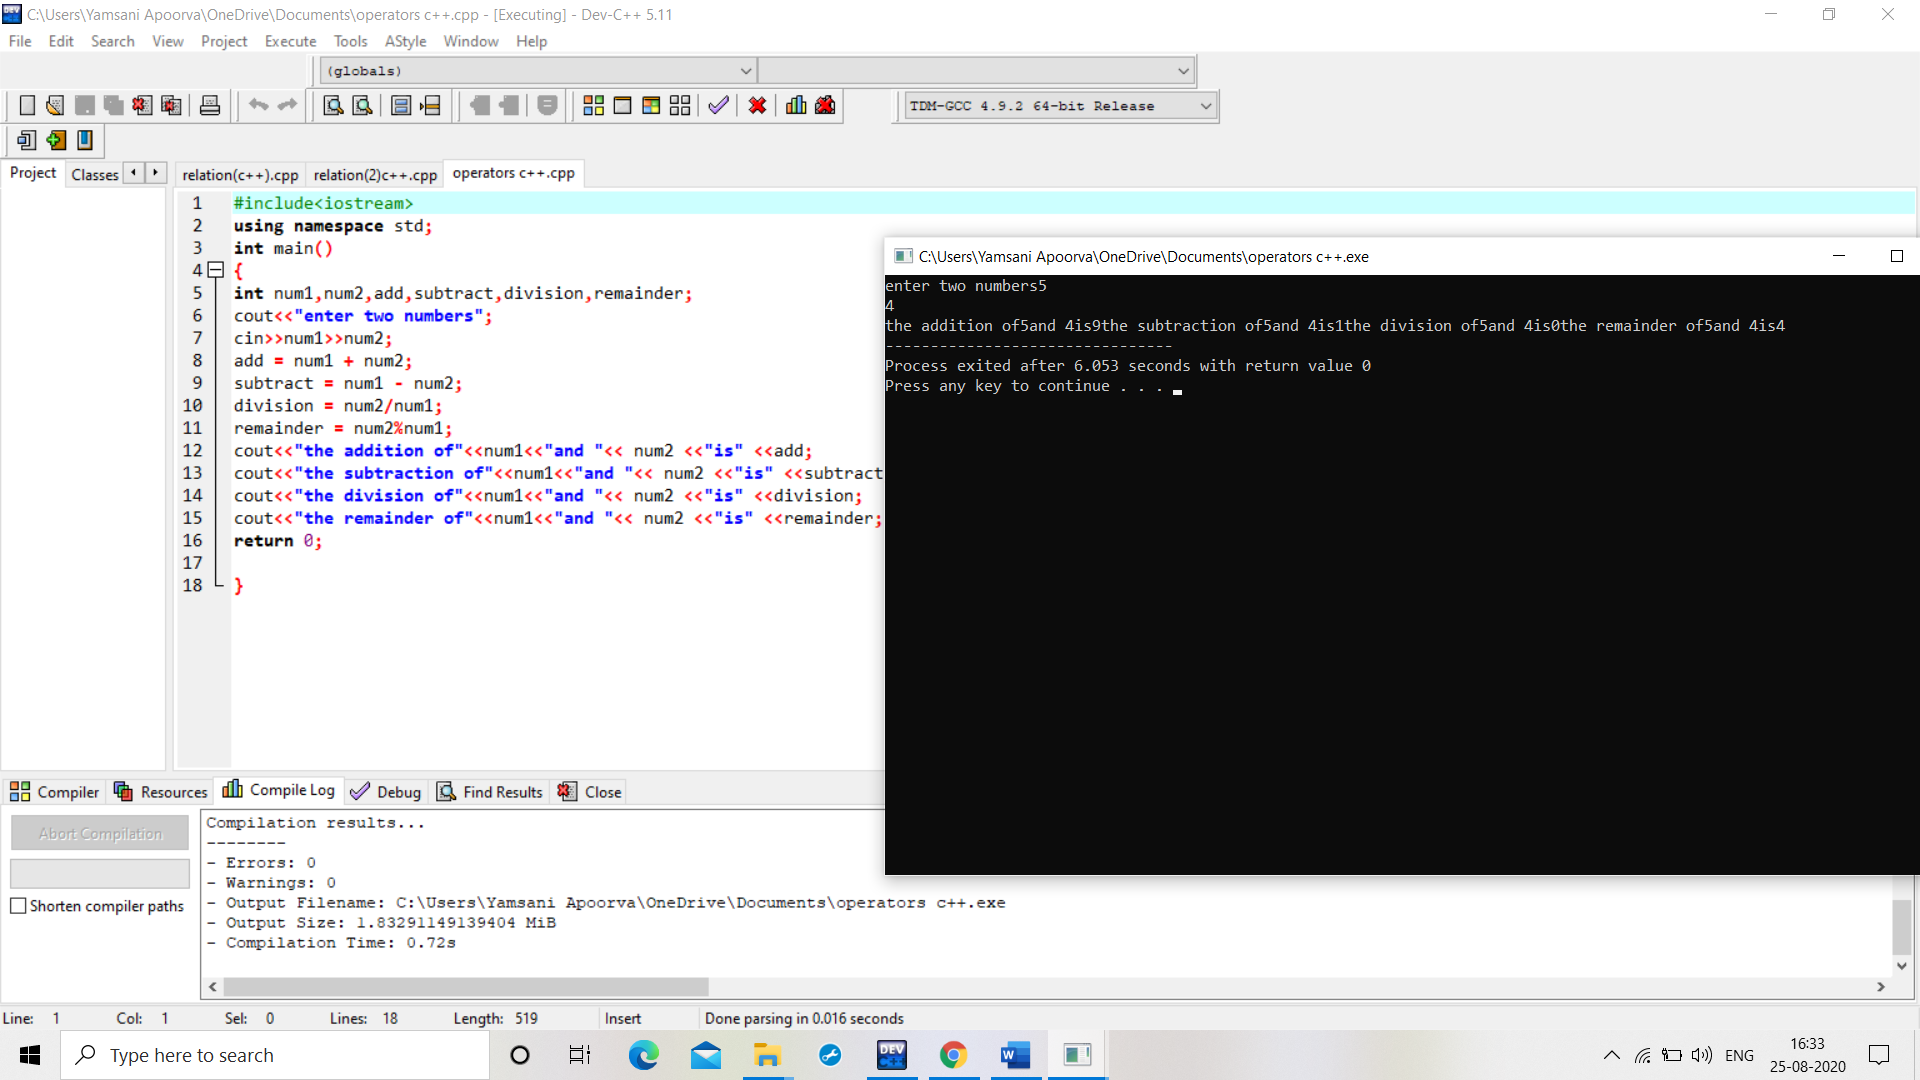 C:\Users\Yamsani Apoorva\OneDrive\Documents\operators c++.cpp - [Executing] - Dev-C++ 5.11
File Edit Search View Project Execute Tools AStyle Window Help
(globals)
TDM-GCC 4.9.2 64-bit Release
Project Classes relation(c++).cpp relation(2)c++.cpp operators c++.cpp
1 #include<iostream>
2 using namespace std;
3 int main()
4 {
5 int num1,num2,add,subtract,division,remainder;
6 cout<<"enter two numbers";
7 cin>>num1>>num2;
8 add = num1 + num2;
9 subtract = num1 - num2;
10 division = num2/num1;
11 remainder = num2%num1;
12 cout<<"the addition of"<<num1<<"and "<< num2 <<"is" <<add;
13 cout<<"the subtraction of"<<num1<<"and "<< num2 <<"is" <<subtract
14 cout<<"the division of"<<num1<<"and "<< num2 <<"is" <<division;
15 cout<<"the remainder of"<<num1<<"and "<< num2 <<"is" <<remainder;
16 return 0;
17
18 }
C:\Users\Yamsani Apoorva\OneDrive\Documents\operators c++.exe
enter two numbers5
4
the addition of5and 4is9the subtraction of5and 4is1the division of5and 4is0the remainder of5and 4is4
--------------------------------
Process exited after 6.053 seconds with return value 0
Press any key to continue . . .
Compiler Resources Compile Log Debug Find Results Close
Abort Compilation
Shorten compiler paths
Compilation results...
--------
- Errors: 0
- Warnings: 0
- Output Filename: C:\Users\Yamsani Apoorva\OneDrive\Documents\operators c++.exe
- Output Size: 1.83291149139404 MiB
- Compilation Time: 0.72s
Line: 1 Col: 1 Sel: 0 Lines: 18 Length: 519 Insert Done parsing in 0.016 seconds
Type here to search
DEV C++
W
ENG
16:33
25-08-2020